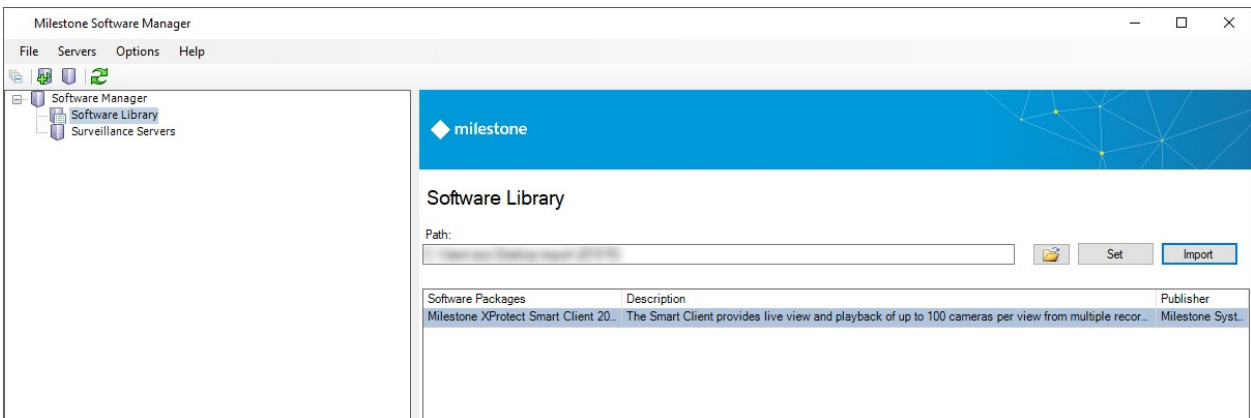 Milestone Software Manager
File Servers Options Help
Software Manager
Software Library
Surveillance Servers
milestone
Software Library
Path:
Set Import
Software Packages Description Publisher
Milestone XProtect Smart Client 20... The Smart Client provides live view and playback of up to 100 cameras per view from multiple recor... Milestone Syst...